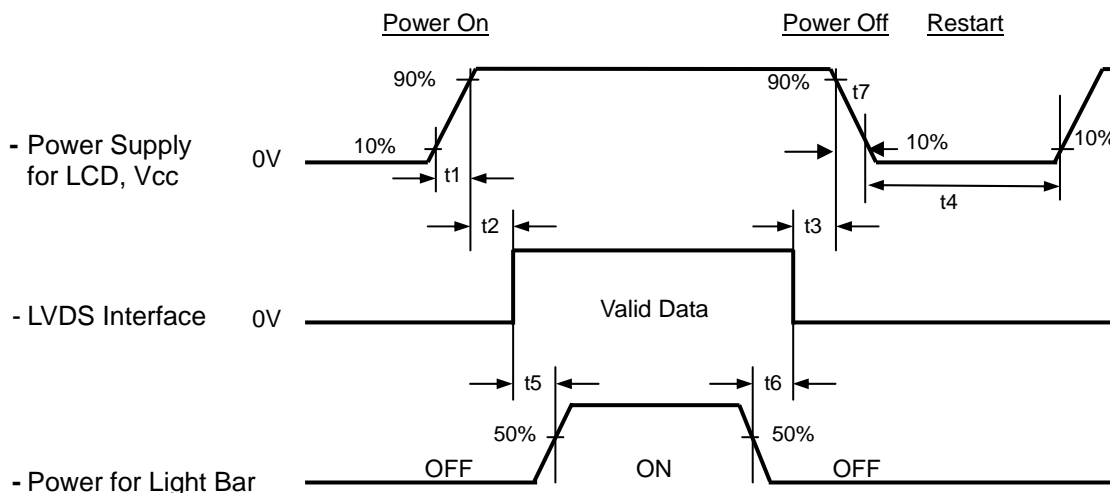 Power On Power Off Restart
90% 90% t7
- Power Supply for LCD, Vcc
0V 10% 10% 10%
t1 t4
t2 t3
- LVDS Interface 0V Valid Data
t5 t6
50% 50%
- Power for Light Bar OFF ON OFF